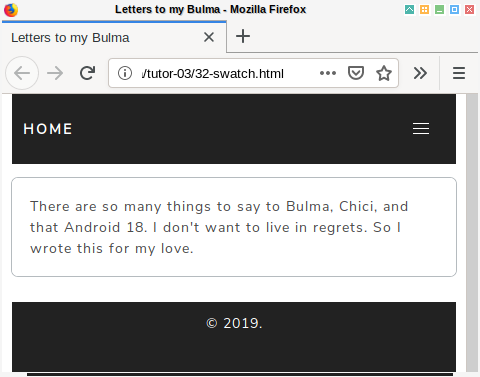 Letters to my Bulma - Mozilla Firefox
Letters to my Bulma
/tutor-03/32-swatch.html
HOME
There are so many things to say to Bulma, Chici, and
that Android 18. I don't want to live in regrets. So I
wrote this for my love.
© 2019.